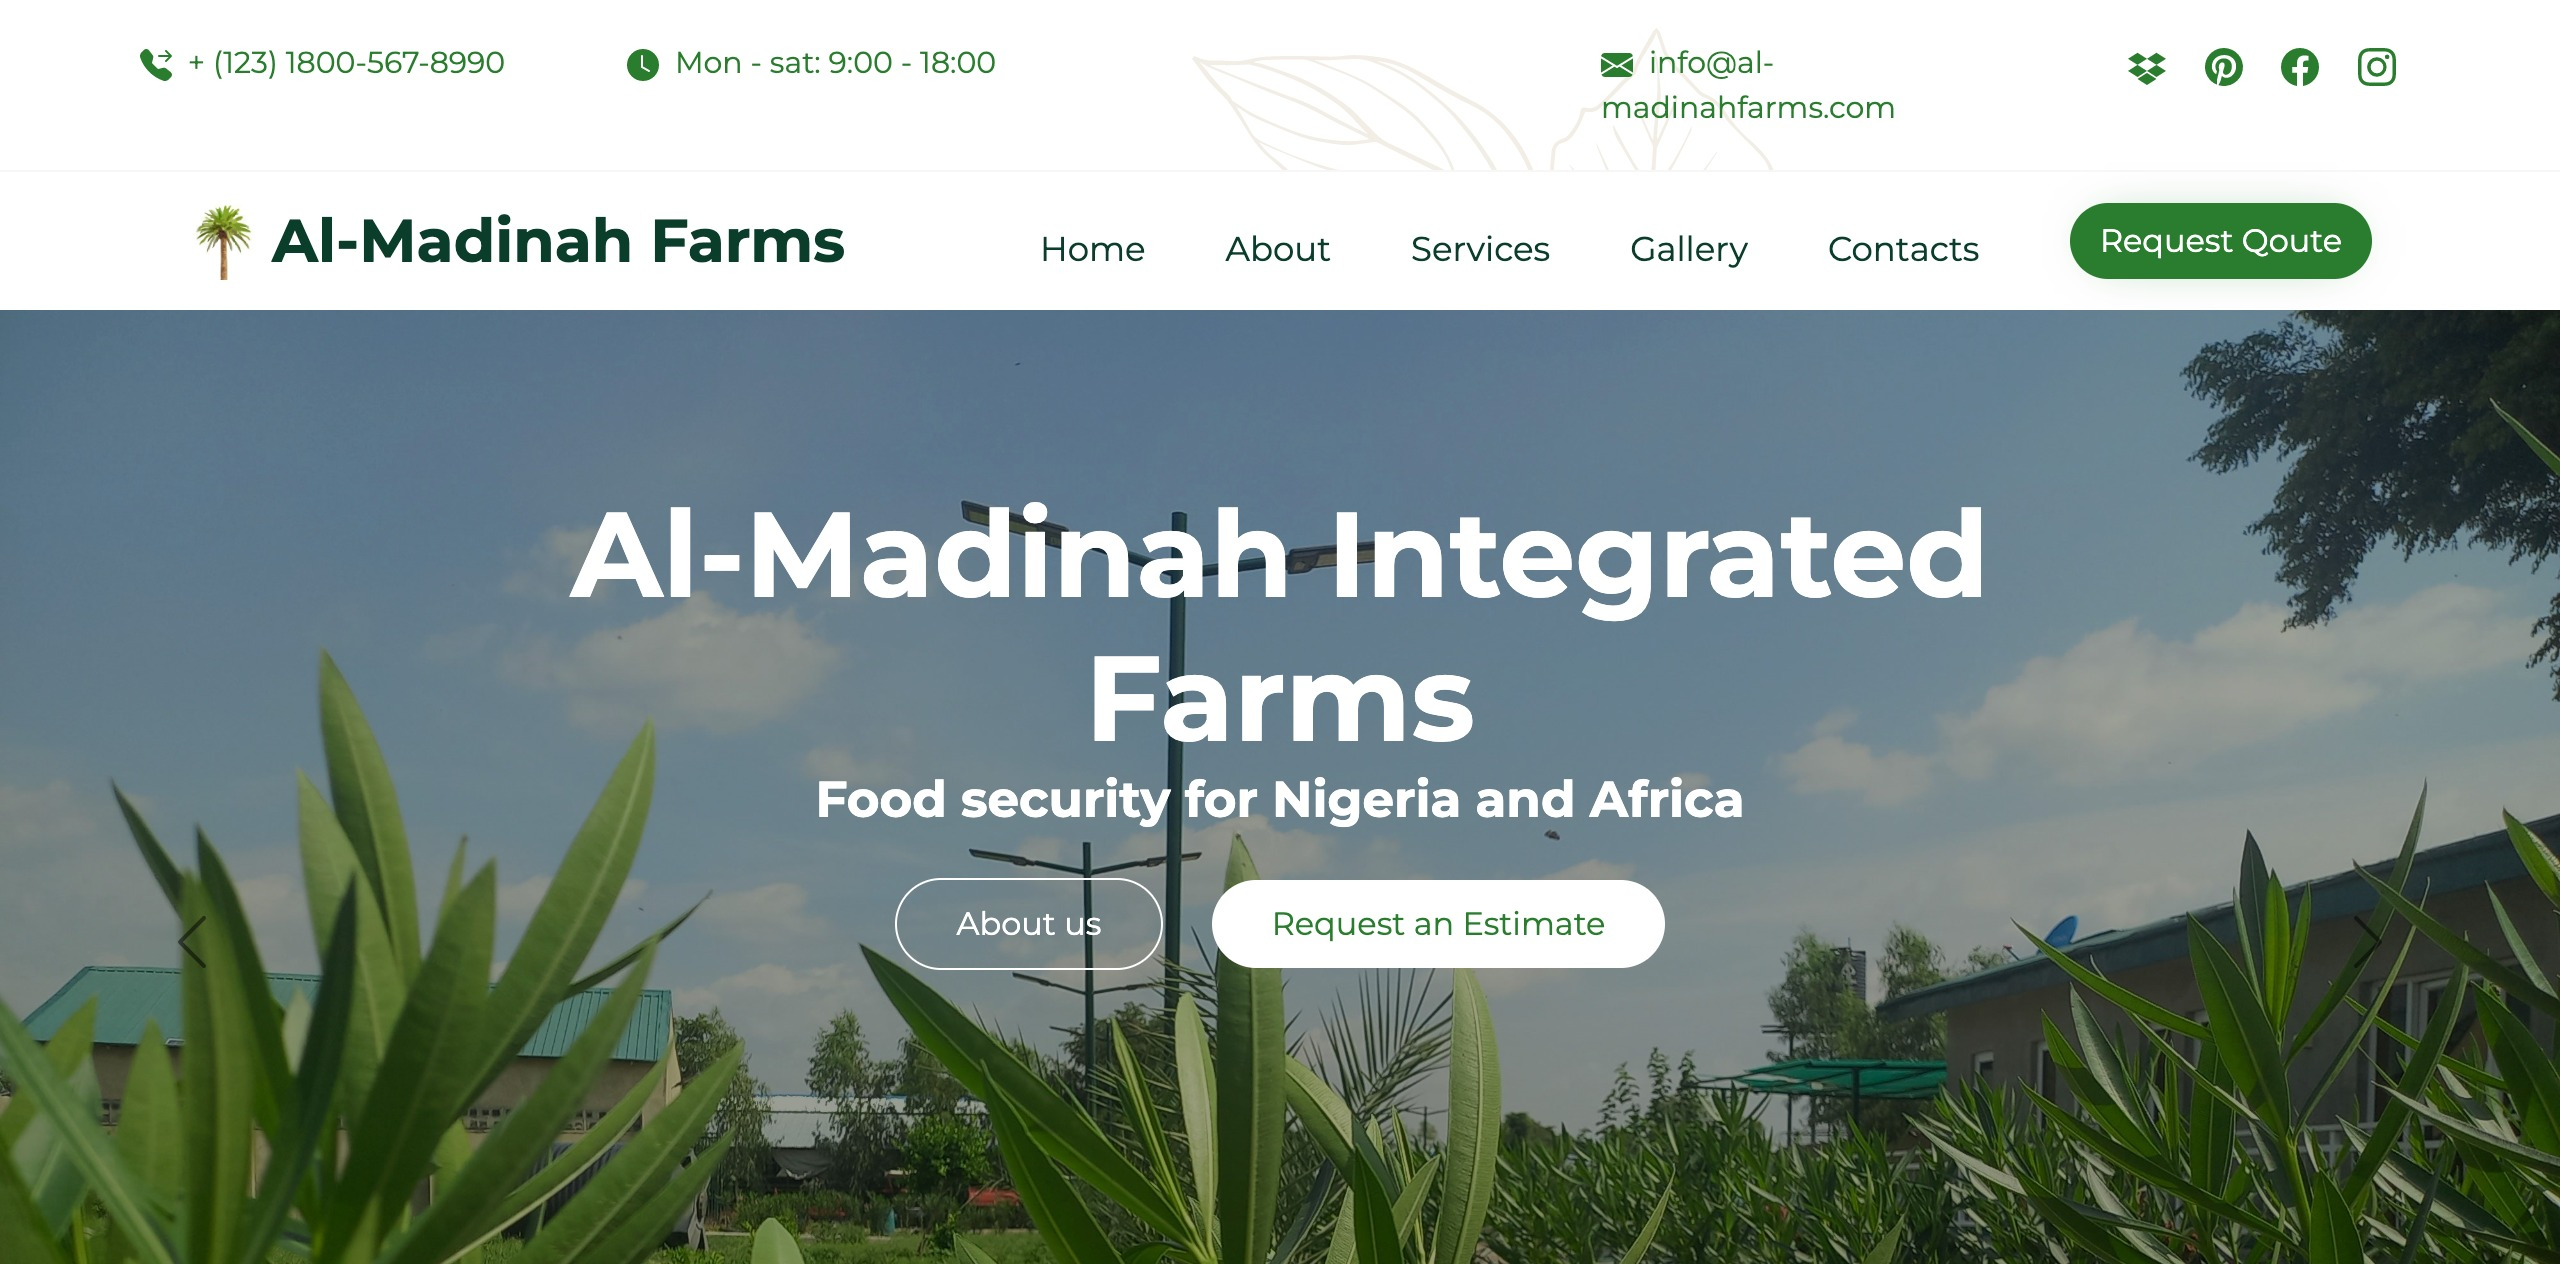 + (123) 1800-567-8990
Mon - sat: 9:00 - 18:00
info@al-
madinahfarms.com
Al-Madinah Farms
Home
About
Services
Gallery
Contacts
Request Qoute
Al-Madinah Integrated
Farms
Food security for Nigeria and Africa
About us
Request an Estimate